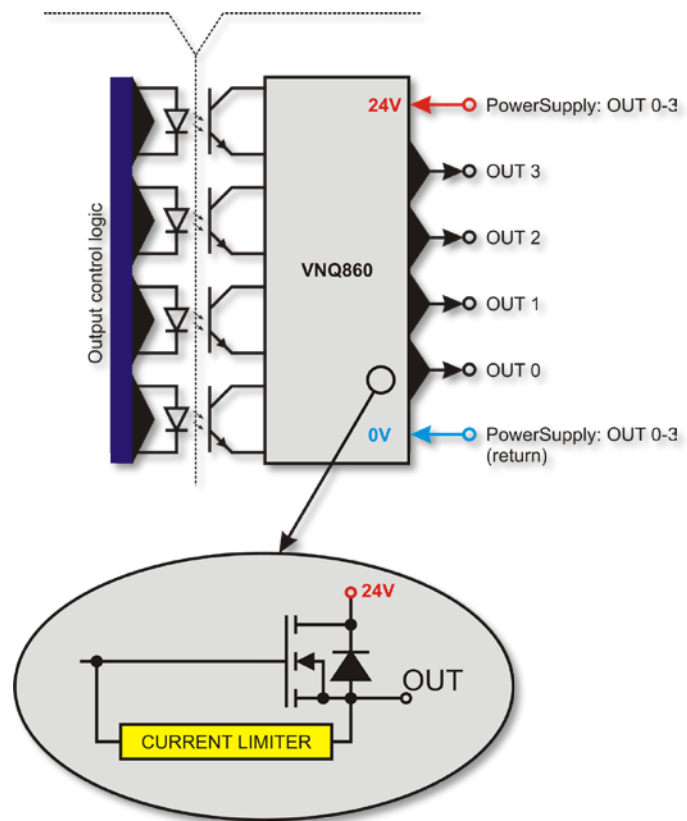 24V
PowerSupply: OUT 0-3
OUT 3
OUT 2
VNQ860
Output control logic
OUT 1
OUT 0
0V
PowerSupply: OUT 0-3
(return)
24V
OUT
CURRENT LIMITER